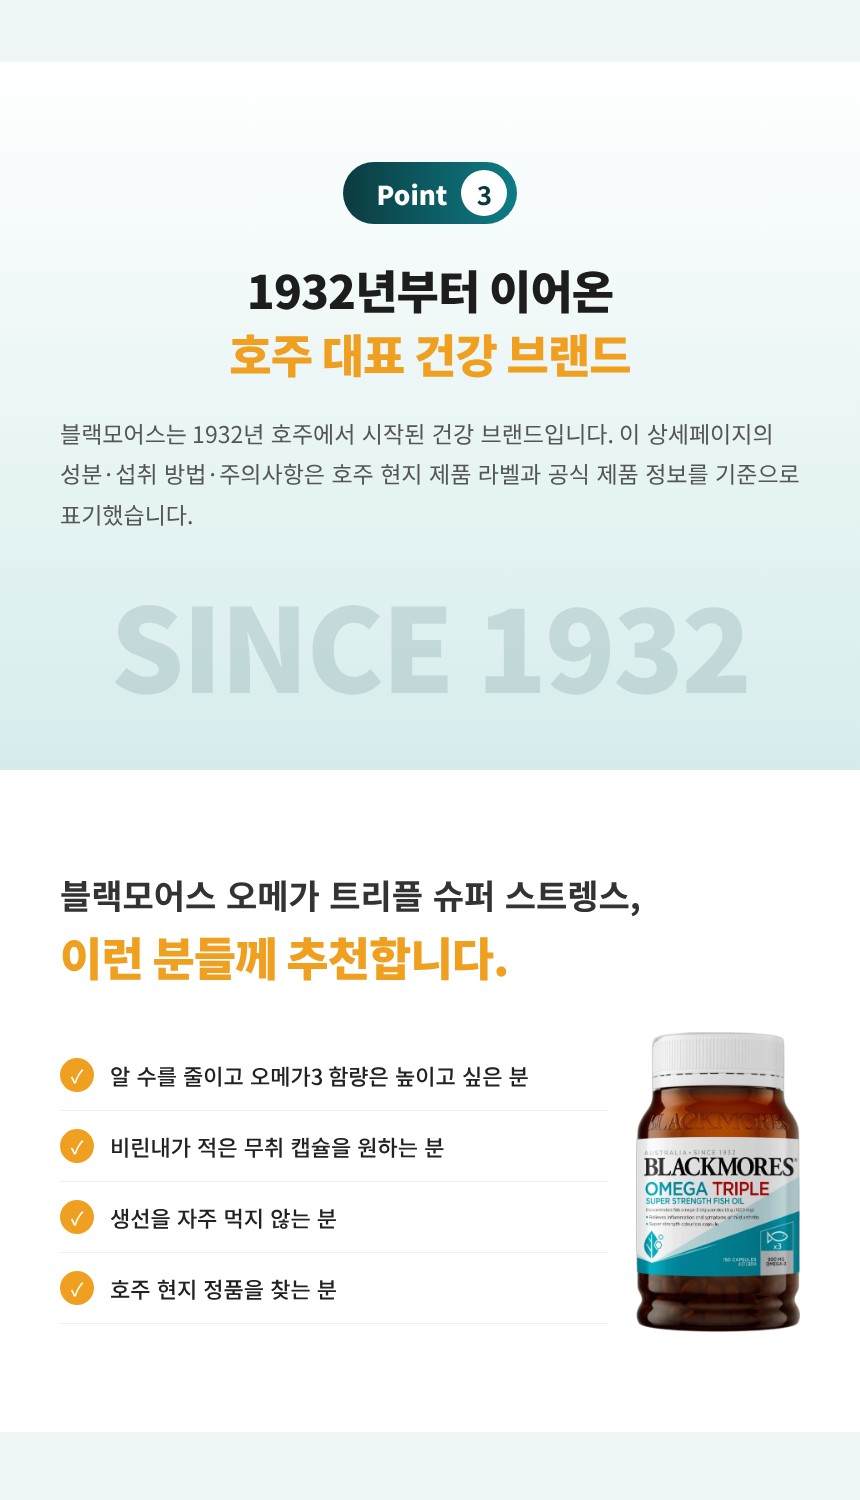 Point 3
1932년부터 이어온
호주 대표 건강 브랜드
블랙모어스는 1932년 호주에서 시작된 건강 브랜드입니다. 이 상세페이지의
성분·섭취 방법·주의사항은 호주 현지 제품 라벨과 공식 제품 정보를 기준으로
표기했습니다.
SINCE 1932
블랙모어스 오메가 트리플 슈퍼 스트렝스,
이런 분들께 추천합니다.
✓ 알 수를 줄이고 오메가3 함량은 높이고 싶은 분
✓ 비린내가 적은 무취 캡슐을 원하는 분
✓ 생선을 자주 먹지 않는 분
✓ 호주 현지 정품을 찾는 분
BLACKMORES
AUSTRALIA • SINCE 1932
BLACKMORES
OMEGA TRIPLE
SUPER STRENGTH FISH OIL
x3
150 CAPSULES
900 MG
OMEGA-3